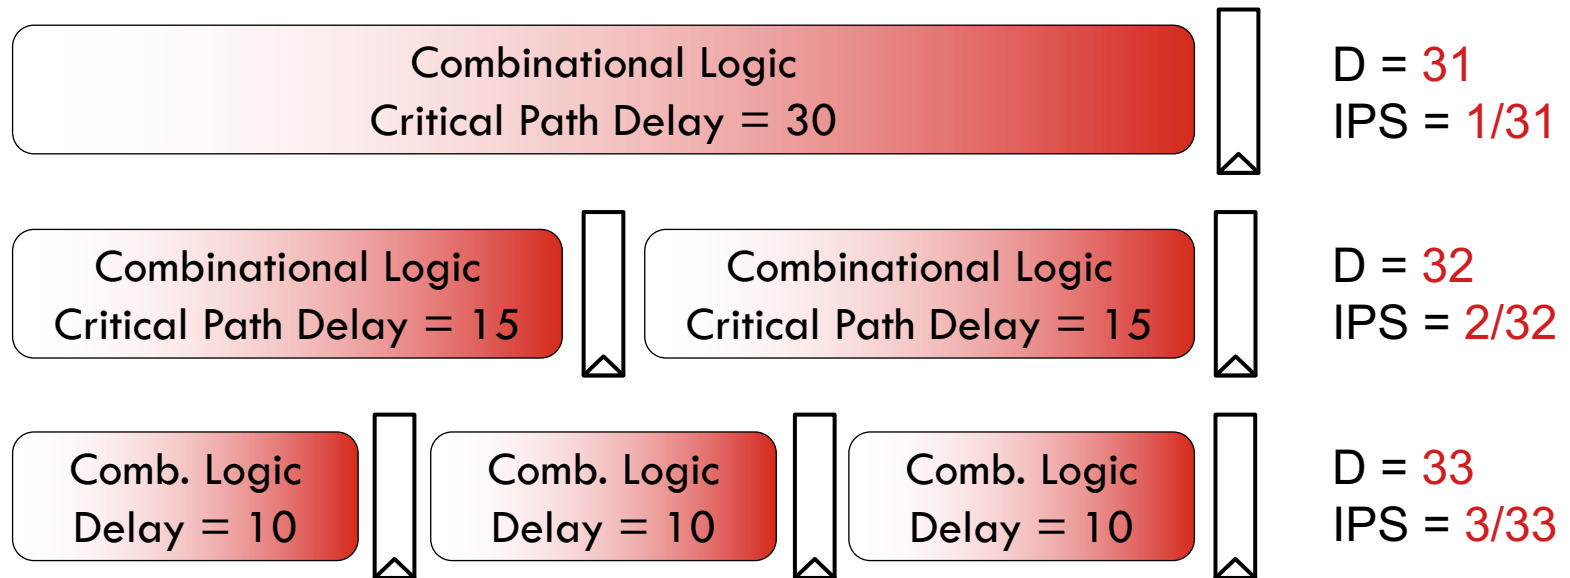 Combinational Logic
Critical Path Delay = 30
D = 31
IPS = 1/31
Combinational Logic
Critical Path Delay = 15
Combinational Logic
Critical Path Delay = 15
D = 32
IPS = 2/32
Comb. Logic
Delay = 10
Comb. Logic
Delay = 10
Comb. Logic
Delay = 10
D = 33
IPS = 3/33